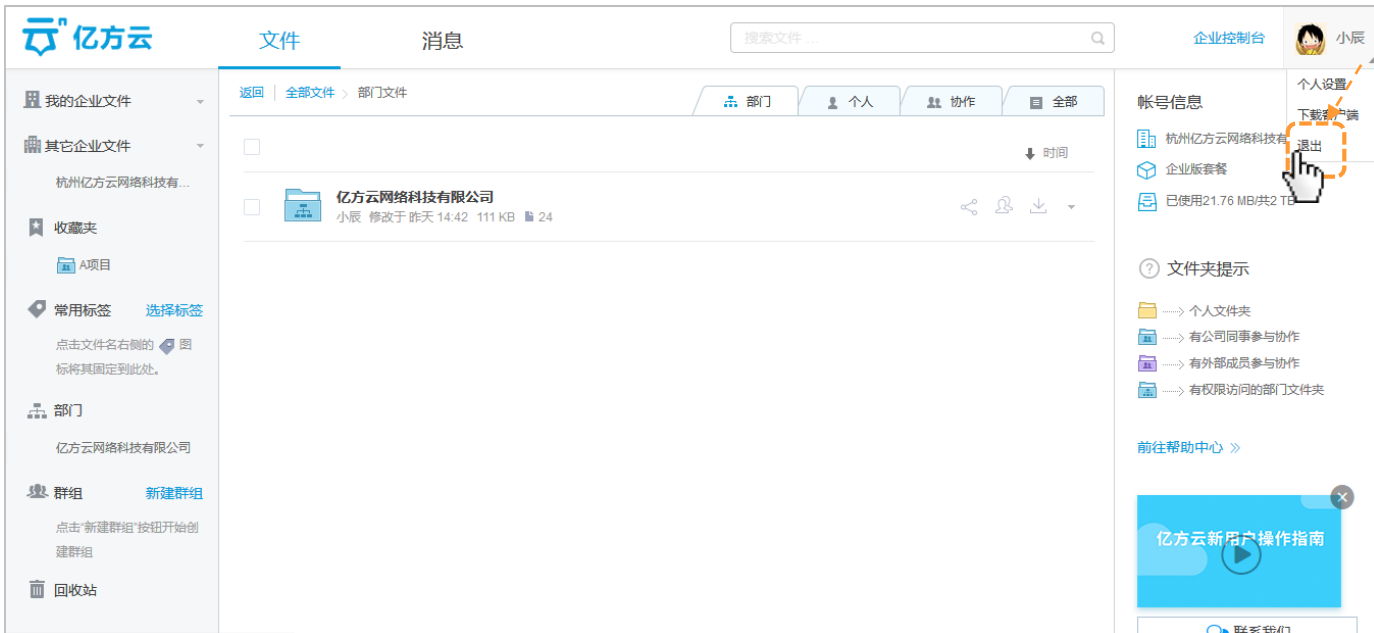 亿方云
文件
消息
搜索文件 ...
企业控制台
小辰
个人设置
下载客户端
退出
我的企业文件
其它企业文件
杭州亿方云网络科技有...
收藏夹
A项目
常用标签 选择标签
点击文件名右侧的 图
标将其固定到此处。
部门
亿方云网络科技有限公司
群组 新建群组
点击“新建群组”按钮开始创
建群组
回收站
返回 全部文件 > 部门文件
部门 个人 协作 全部
时间
亿方云网络科技有限公司
小辰 修改于 昨天 14:42 111 KB 24
帐号信息
杭州亿方云网络科技有
企业版套餐
已使用21.76 MB/共2 TB
? 文件夹提示
个人文件夹
有公司同事参与协作
有外部成员参与协作
有权限访问的部门文件夹
前往帮助中心
亿方云新用户操作指南
联系我们